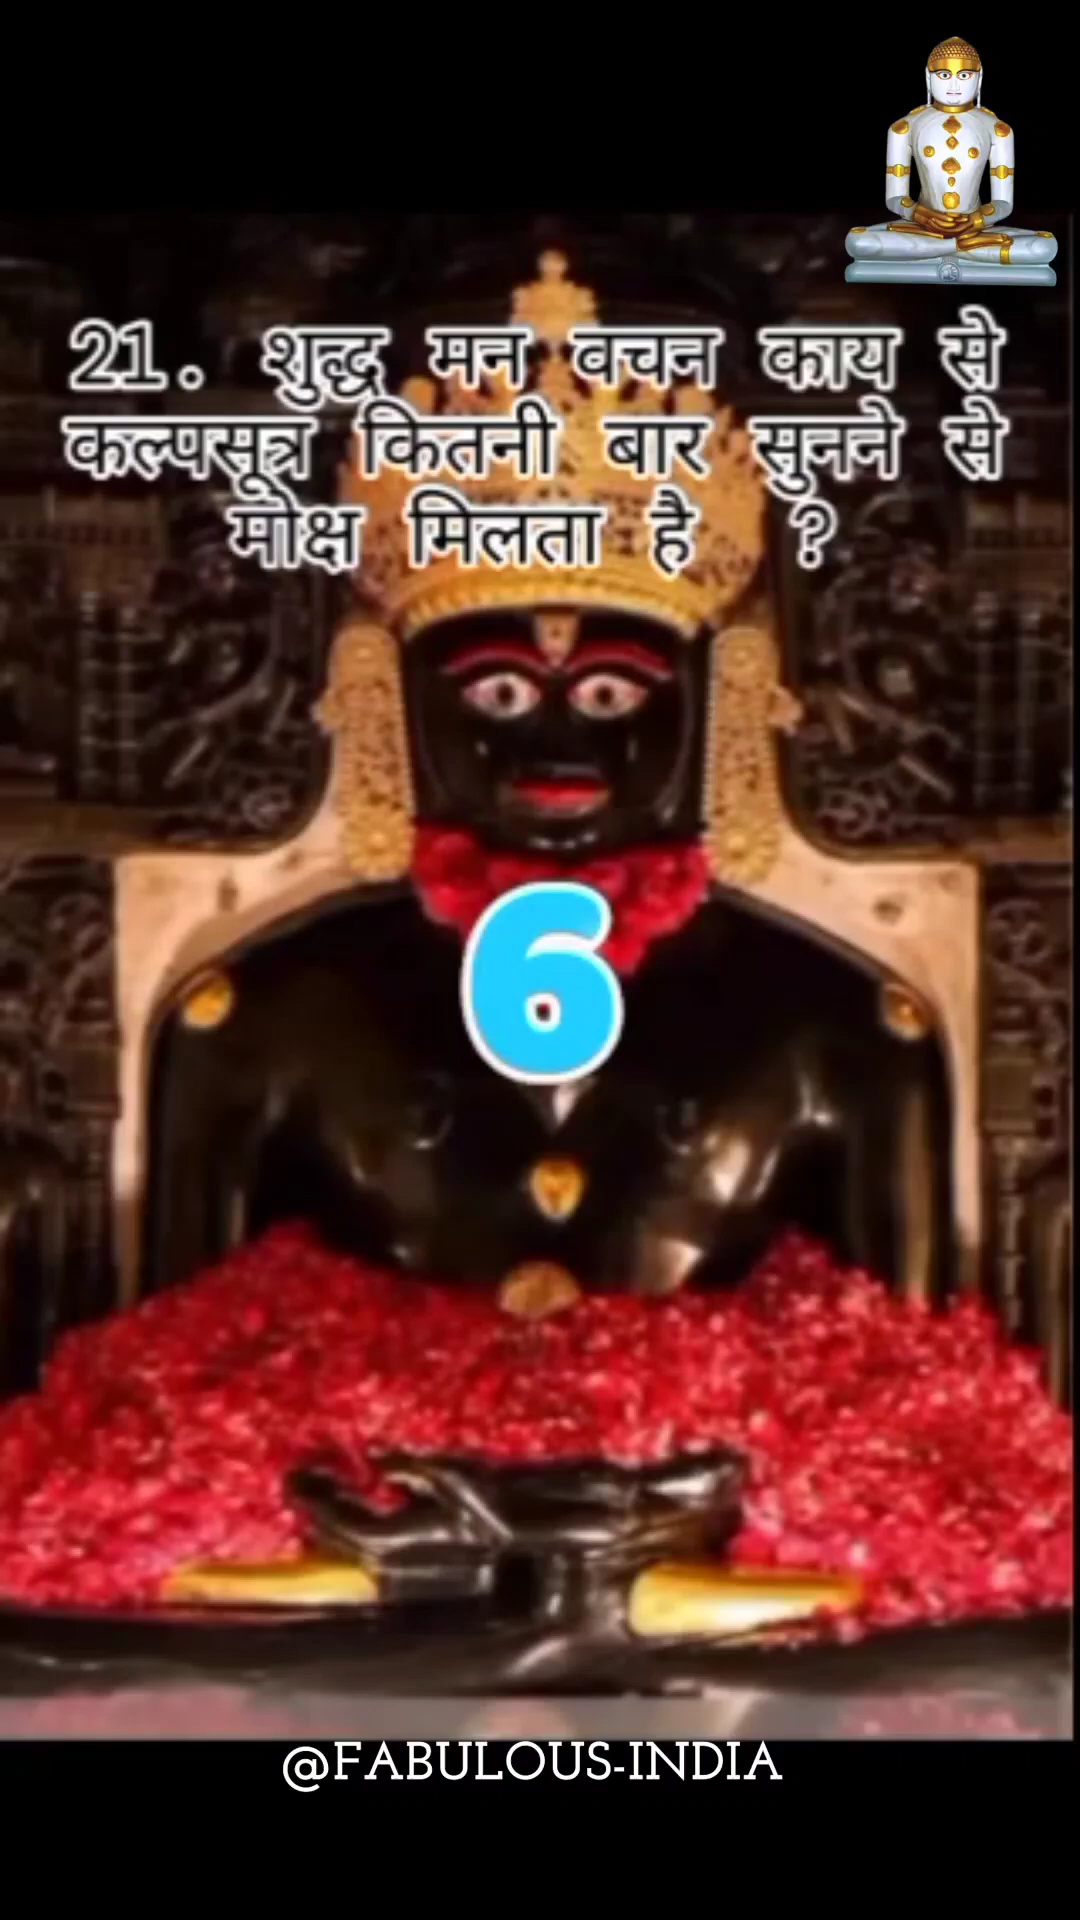 21. शुद्ध मन वचन काय से
कल्पसूत्र कितनी बार सुनने से
मोक्ष मिलता है ?
6
@FABULOUS-INDIA